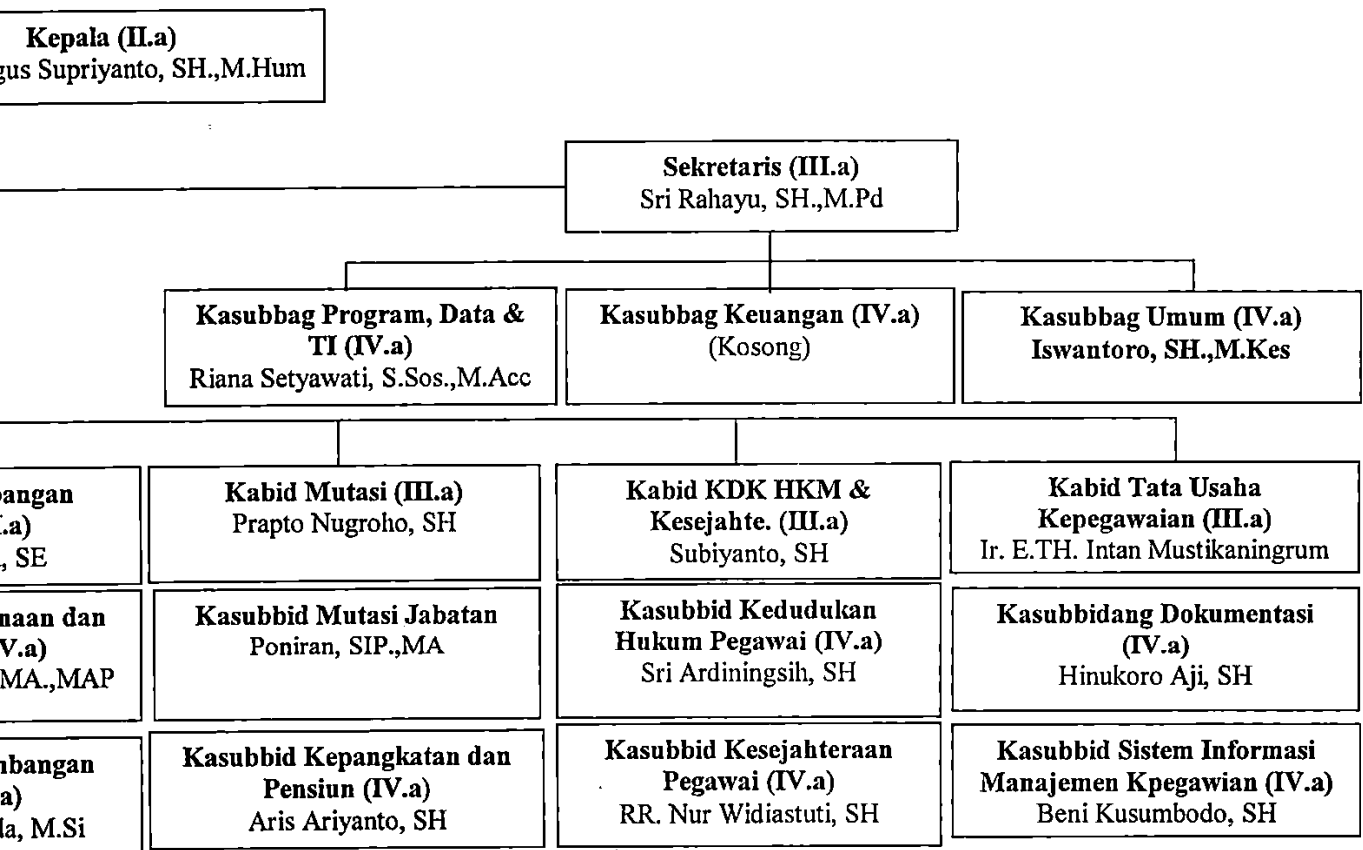 Kepala (II.a)
gus Supriyanto, SH.,M.Hum
Sekretaris (III.a)
Sri Rahayu, SH.,M.Pd
Kasubbag Program, Data &
TI (IV.a)
Riana Setyawati, S.Sos.,M.Acc
Kasubbag Keuangan (IV.a)
(Kosong)
Kasubbag Umum (IV.a)
Iswantoro, SH.,M.Kes
bangan
I.a)
, SE
Kabid Mutasi (III.a)
Prapto Nugroho, SH
Kabid KDK HKM &
Kesejahte. (III.a)
Subiyanto, SH
Kabid Tata Usaha
Kepegawaian (III.a)
Ir. E.TH. Intan Mustikaningrum
naan dan
V.a)
MA.,MAP
Kasubbid Mutasi Jabatan
Poniran, SIP.,MA
Kasubbid Kedudukan
Hukum Pegawai (IV.a)
Sri Ardiningsih, SH
Kasubbidang Dokumentasi
(IV.a)
Hinukoro Aji, SH
mbangan
a)
la, M.Si
Kasubbid Kepangkatan dan
Pensiun (IV.a)
Aris Ariyanto, SH
Kasubbid Kesejahteraan
Pegawai (IV.a)
RR. Nur Widiastuti, SH
Kasubbid Sistem Informasi
Manajemen Kpegawian (IV.a)
Beni Kusumbodo, SH